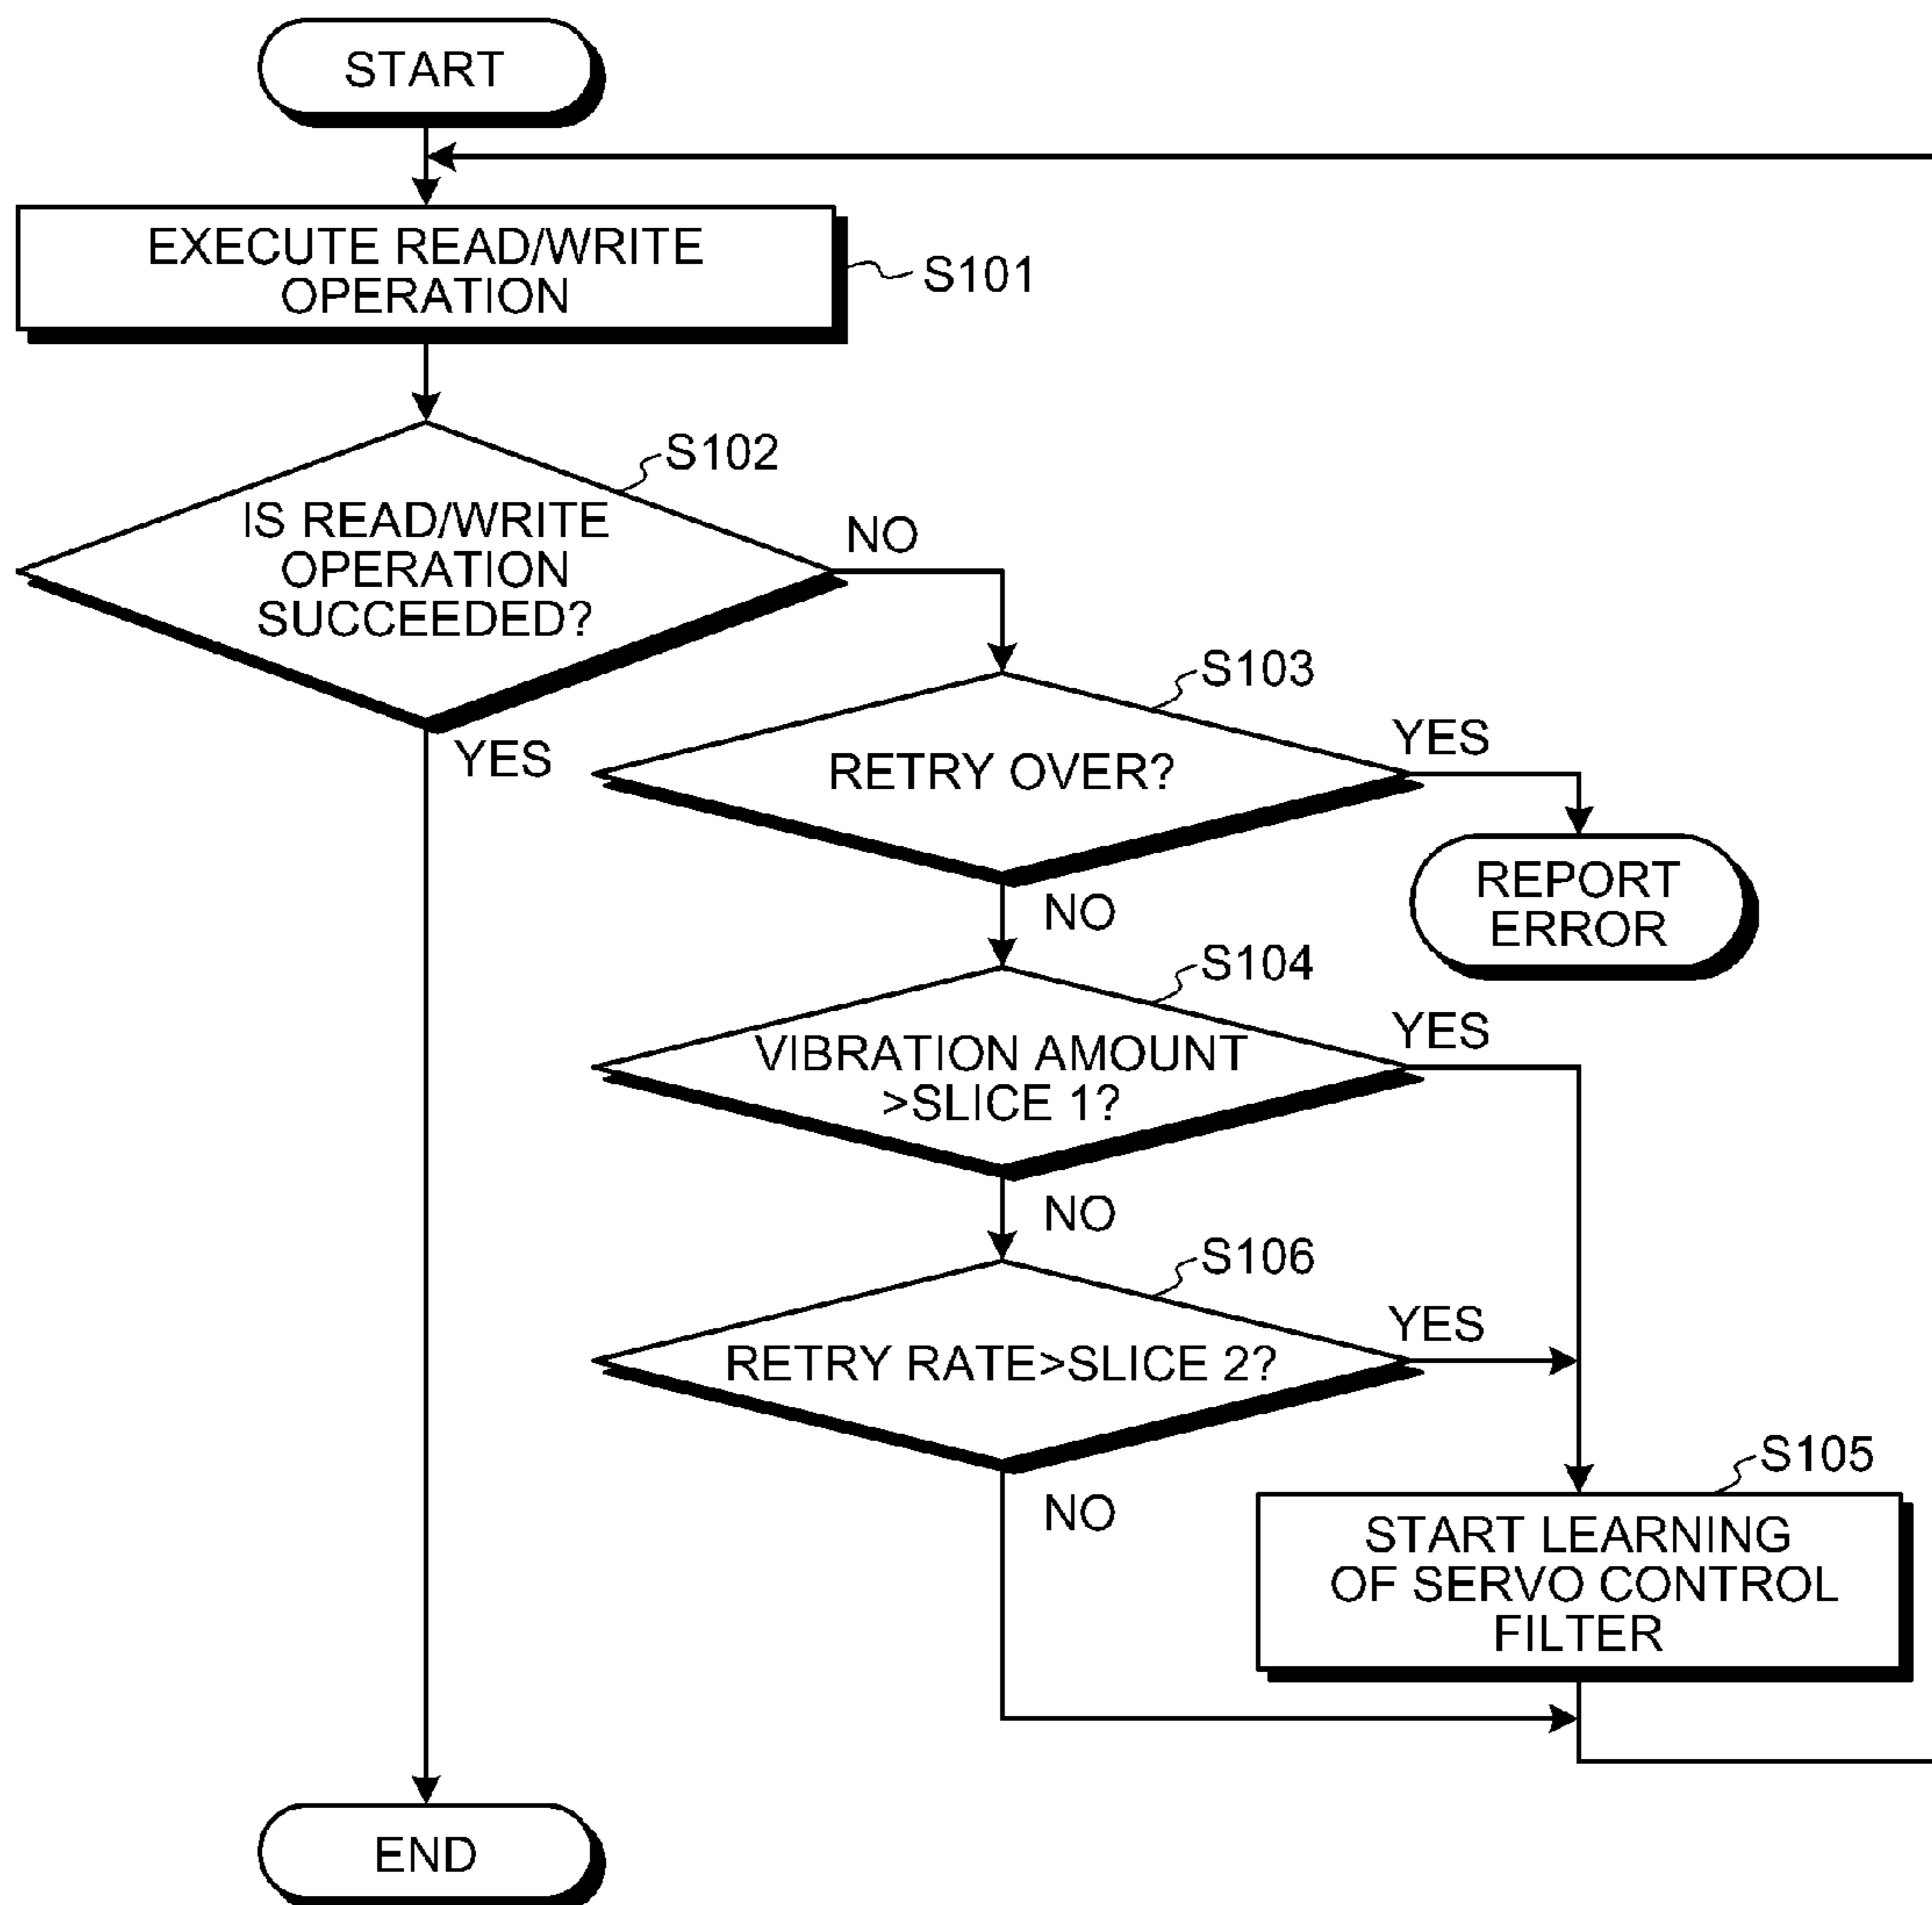 START
EXECUTE READ/WRITE
OPERATION
S101
S102
IS READ/WRITE
OPERATION
SUCCEEDED?
NO
YES
S103
RETRY OVER?
YES
REPORT
ERROR
NO
S104
VIBRATION AMOUNT
>SLICE 1?
YES
NO
S106
RETRY RATE>SLICE 2?
YES
NO
S105
START LEARNING
OF SERVO CONTROL
FILTER
END